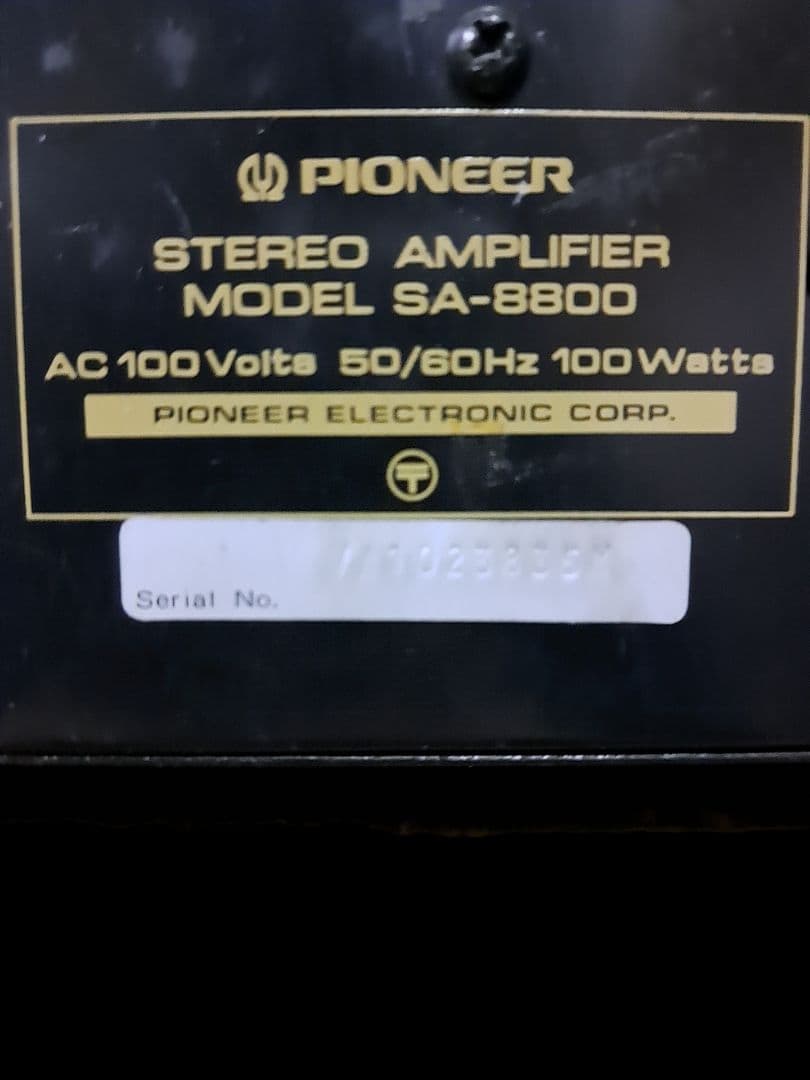 PIONEER
STEREO AMPLIFIER
MODEL SA-8800
AC 100 Volts 50/60Hz 100 Watts
PIONEER ELECTRONIC CORP.
Serial No.